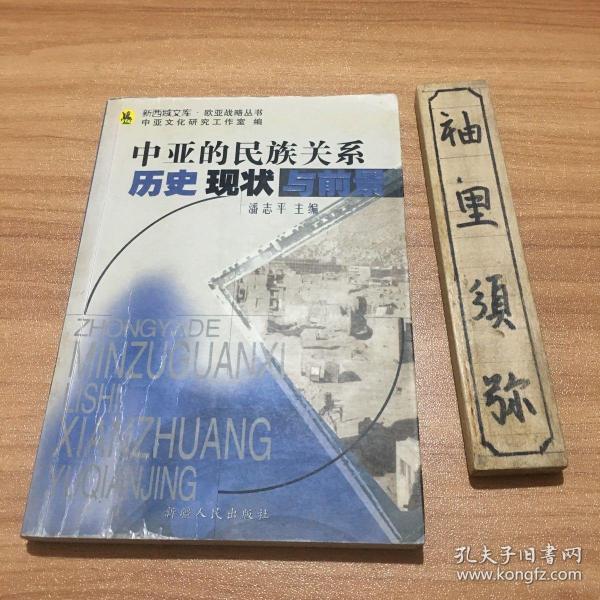 新西域文库·欧亚战略丛书
中亚文化研究工作室 编
中亚的民族关系
历史 现状 与前景
潘志平 主编
ZHONGYADE
MINZUGUANXI
LISHI
XIANZHUANG
YUQIANJING
新疆人民出版社
袖里須弥
孔夫子旧书网
www.kongfz.com